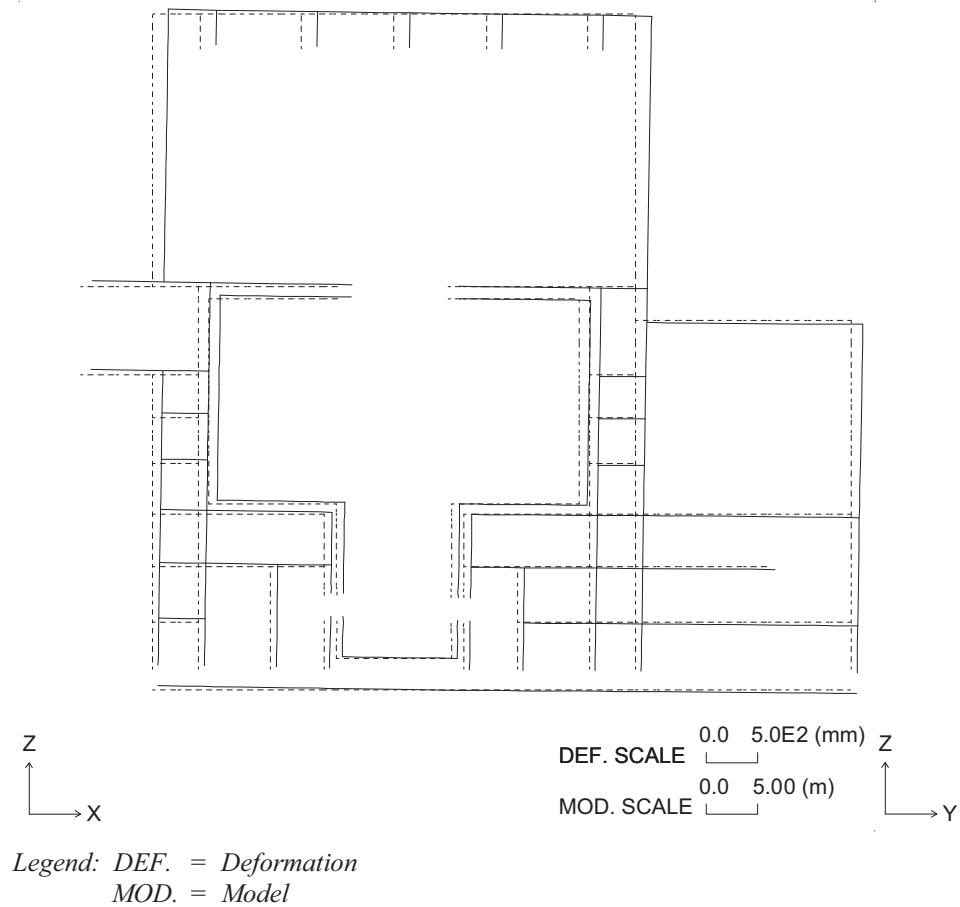 Z
X
DEF. SCALE 0.0 5.0E2 (mm)
MOD. SCALE 0.0 5.00 (m)
Z
Y
Legend: DEF. = Deformation
MOD. = Model